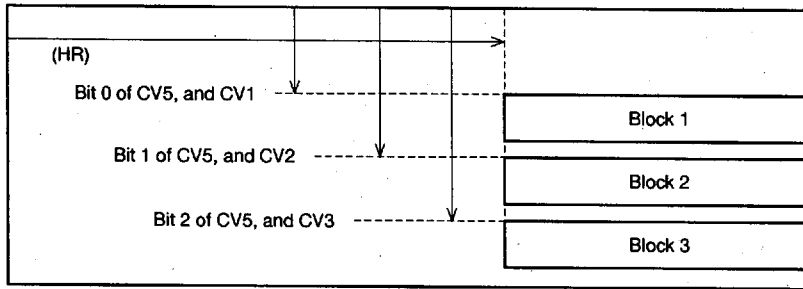 (HR)
Bit 0 of CV5, and CV1
Block 1
Bit 1 of CV5, and CV2
Block 2
Bit 2 of CV5, and CV3
Block 3